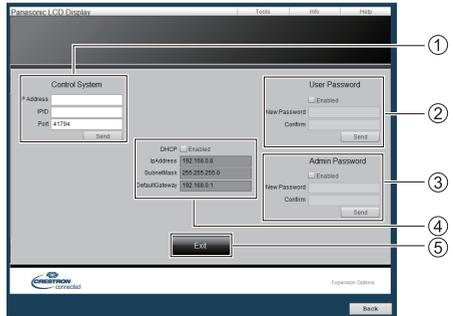 Panasonic LCD Display
Tools Info Help
①
Control System
* Address
IPID
Port 41794
Send
User Password
Enabled
New Password
Confirm
Send
②
DHCP Enabled
IpAddress 192.168.0.8
SubnetMask 255.255.255.0
DefaultGateway 192.168.0.1
Admin Password
Enabled
New Password
Confirm
Send
③
④
Exit
⑤
CRESTRON
connected
Expansion Options
Back